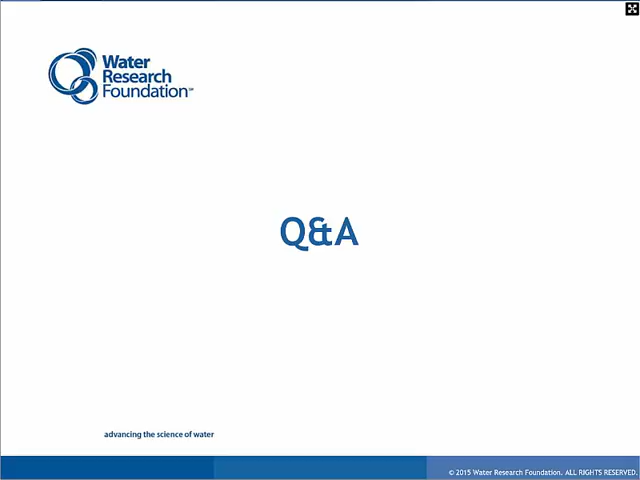 Water
Research
Foundation™
Q&A
advancing the science of water
© 2015 Water Research Foundation. ALL RIGHTS RESERVED.